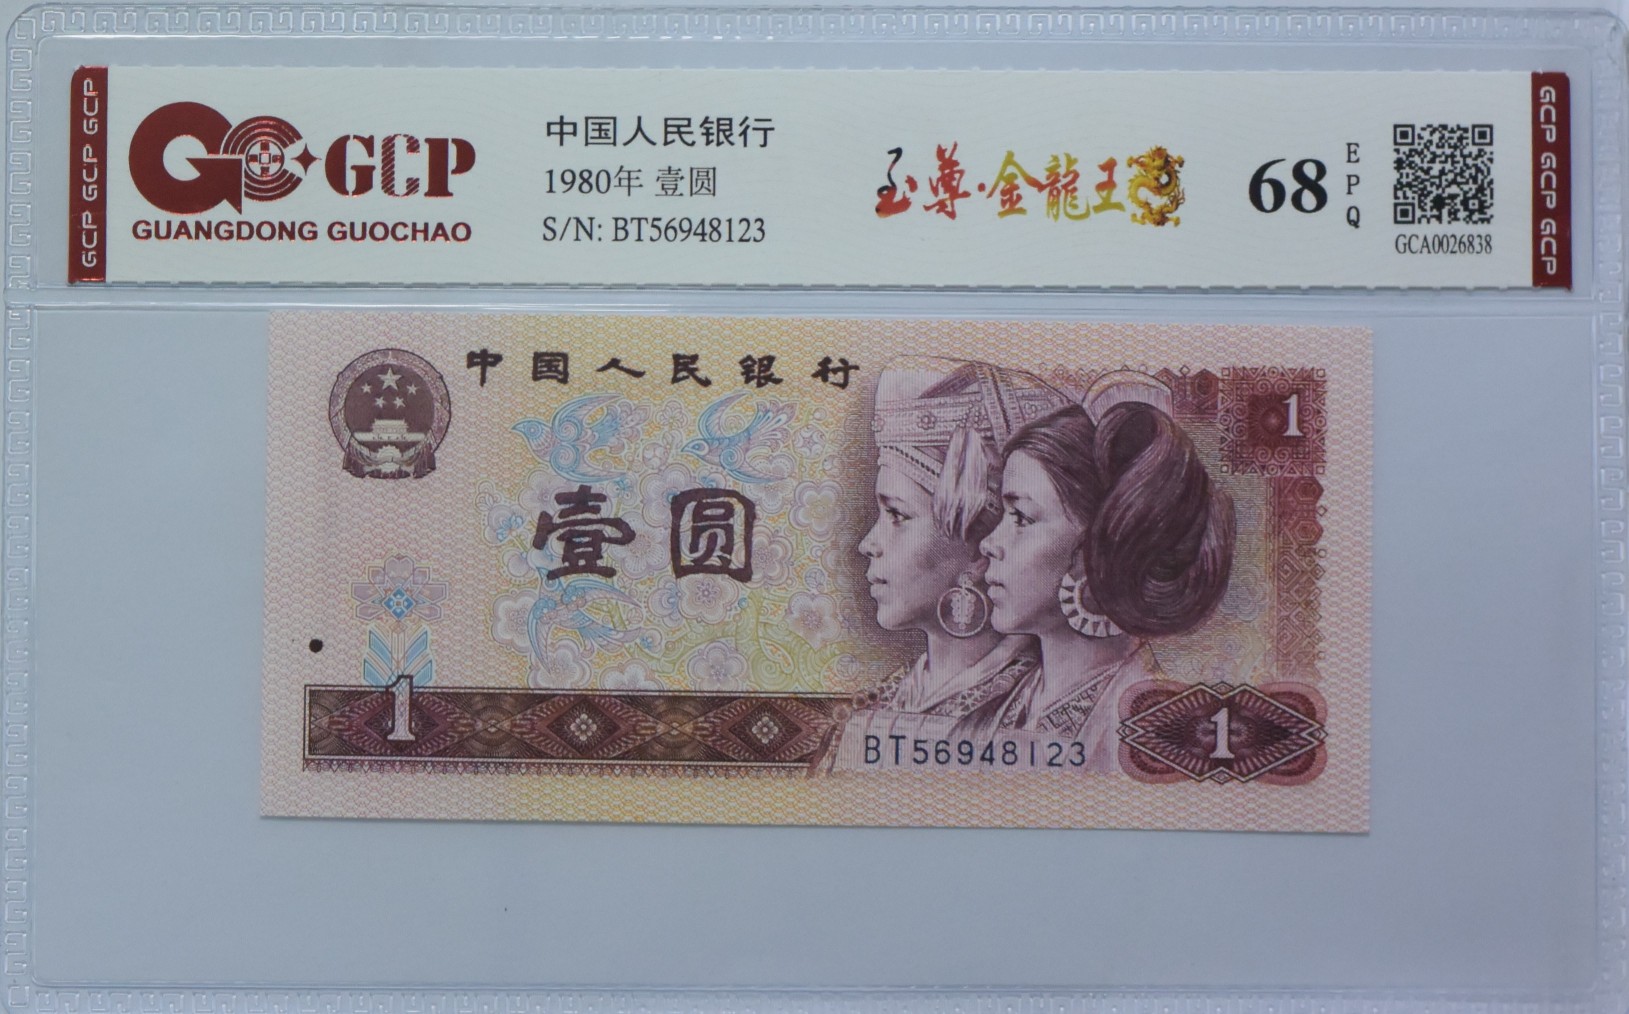 GCP GCP GCP
GCP
GUANGDONG GUOCHAO
中国人民银行
1980年 壹圆
S/N: BT56948123
至尊·金龍王
68
EPQ
GCA0026838
GCP GCP GCP
中国人民银行
1
壹圆
1
BT56948123
1